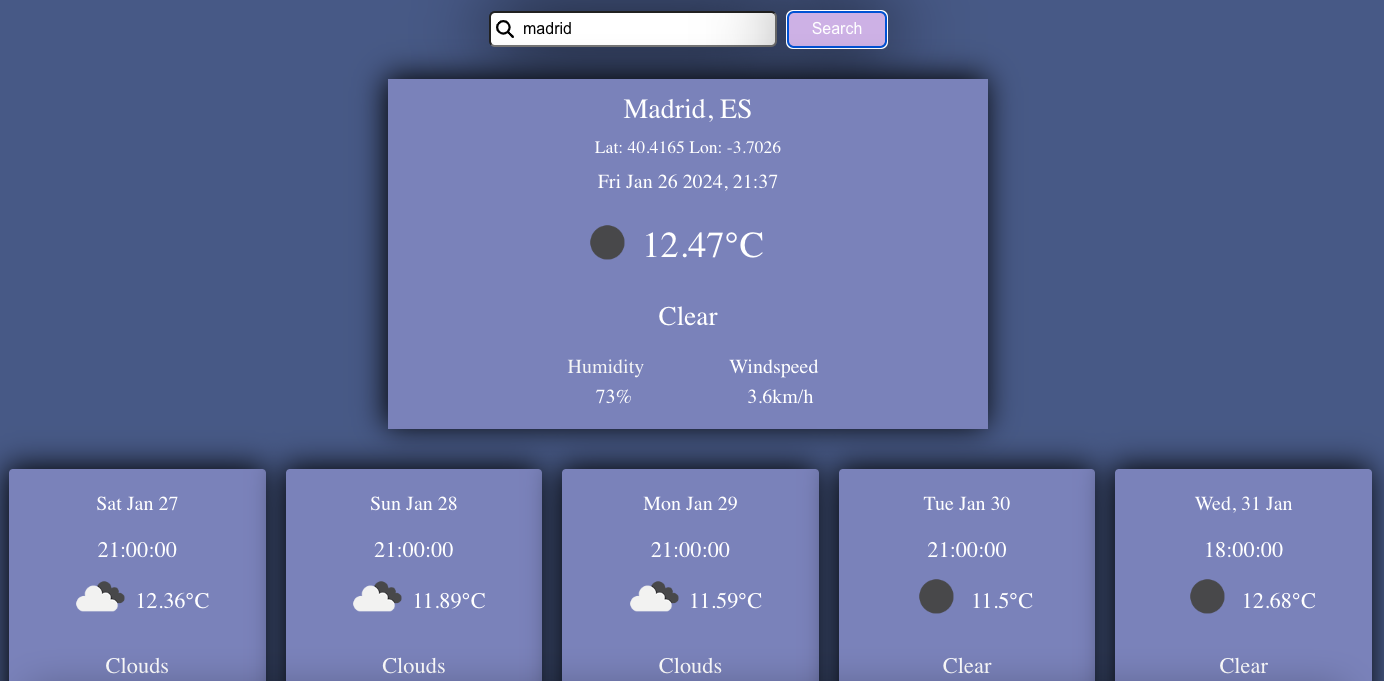 madrid Search
Madrid, ES
Lat: 40.4165 Lon: -3.7026
Fri Jan 26 2024, 21:37
12.47°C
Clear
Humidity Windspeed
73% 3.6km/h
Sat Jan 27
21:00:00
12.36°C
Clouds
Sun Jan 28
21:00:00
11.89°C
Clouds
Mon Jan 29
21:00:00
11.59°C
Clouds
Tue Jan 30
21:00:00
11.5°C
Clear
Wed, 31 Jan
18:00:00
12.68°C
Clear